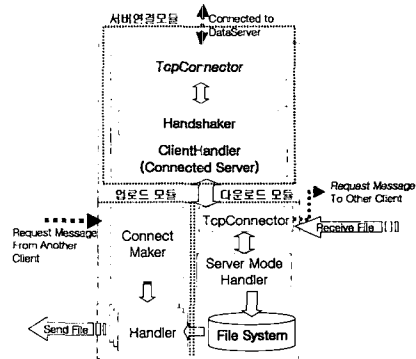 서버연결모듈
Connected to
DataServer
TcpConnector
Handshaker
ClientHandler
(Connected Server)
업로드 모듈
다운로드 모듈
Request Message
To Other Client
Request Message
From Another
Client
Connect
Maker
TcpConnector
Receive File
Server Mode
Handler
Send File
Handler
File System